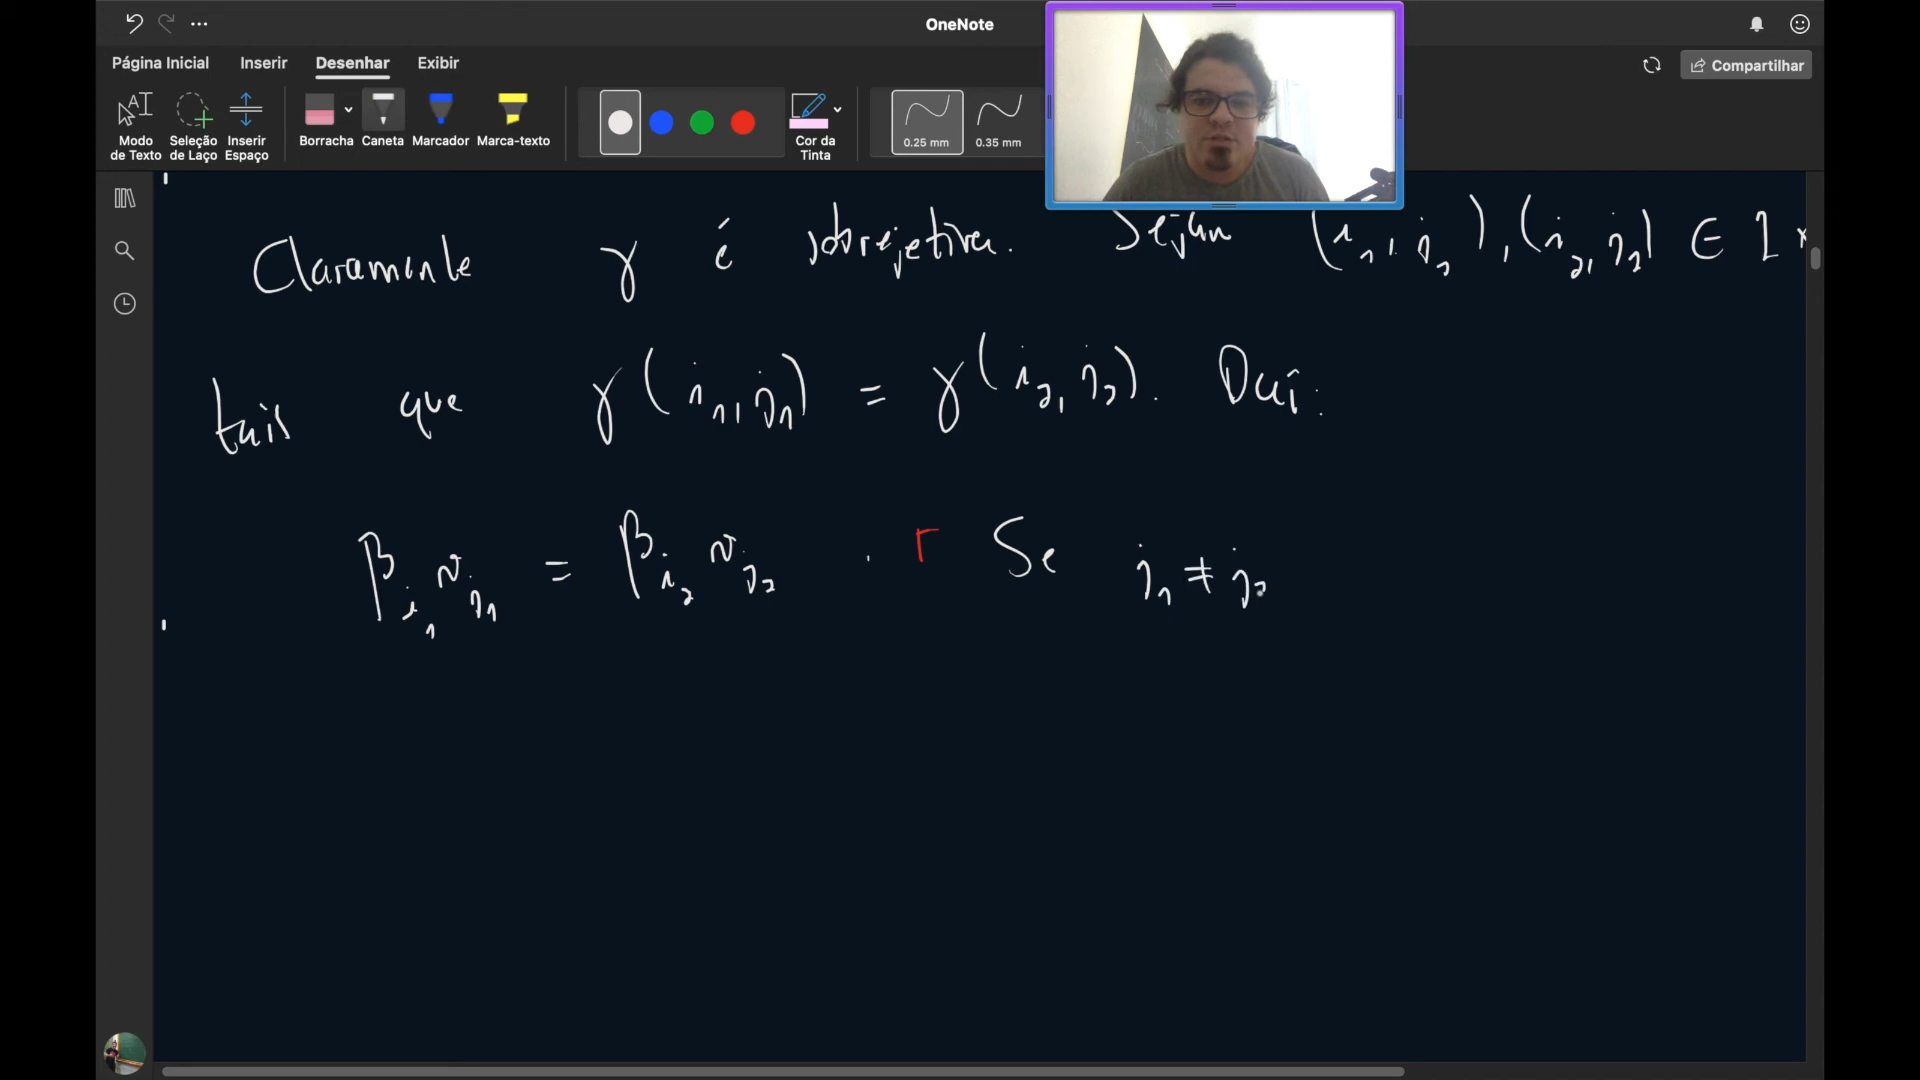 OneNote
Página Inicial Inserir Desenhar Exibir Compartilhar
Modo de Texto Seleção de Laço Inserir Espaço Borracha Caneta Marcador Marca-texto Cor da Tinta 0.25 mm 0.35 mm
Claramente γ é sobrejetiva. Sejam (i₁, j₁), (i₂, j₂) ∈ I ×
tais que γ(i₁, j₁) = γ(i₂, j₂). Daí:
β_{i₁} v_{j₁} = β_{i₂} v_{j₂} . Se j₁ ≠ j₂